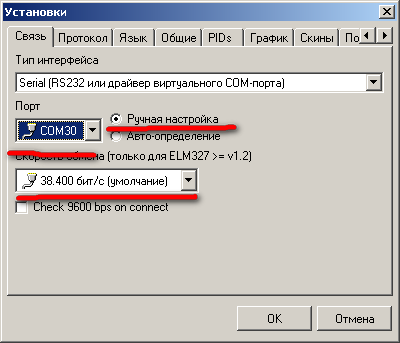 Установки
Связь Протокол Язык Общие PIDs График Скины По
Тип интерфейса
Serial (RS232 или драйвер виртуального COM-порта)
Порт
Ручная настройка
COM30
Авто-определение
Скорость обмена (только для ELM327 >= v1.2)
38.400 бит/с (умолчание)
Check 9600 bps on connect
OK Отмена